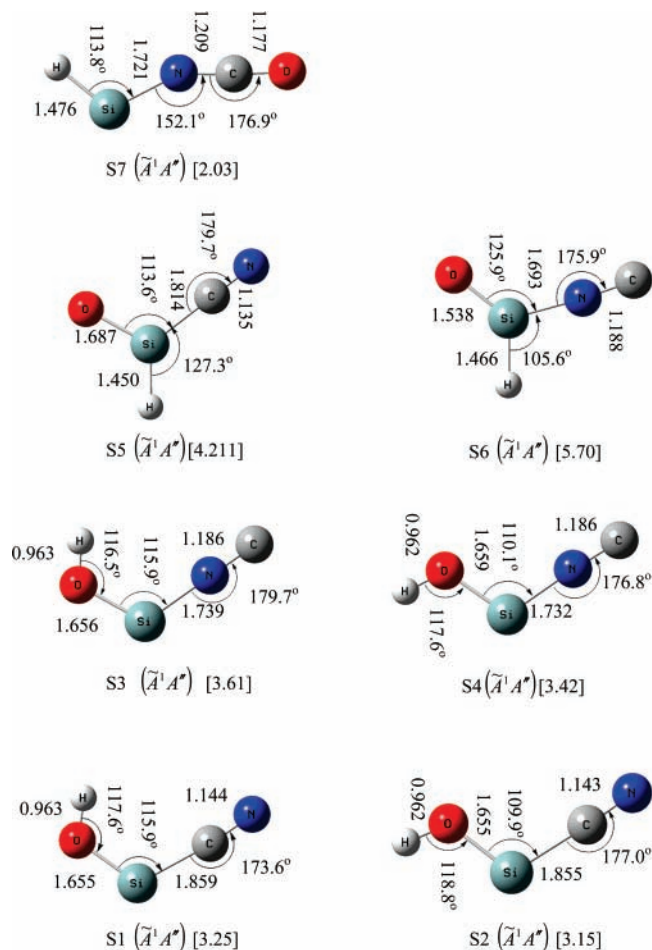 H 113.8° 1.721 N 1.209 C 1.177 O
1.476 Si 152.1° 176.9°
S7 (Ã¹A″) [2.03]
O 113.6° 1.814 179.7° C N 1.135
1.687 Si
1.450 127.3°
H
S5 (Ã¹A″)[4.211]
O 125.9° 1.693 175.9° N C
1.538 Si 1.188
1.466 105.6°
H
S6 (Ã¹A″) [5.70]
H 0.963 116.5° 115.9° 1.186 C
O N 179.7°
1.656 Si 1.739
S3 (Ã¹A″) [3.61]
0.962 1.659 110.1° 1.186 C
H O N 176.8°
117.6° Si 1.732
S4(Ã¹A″)[3.42]
H 0.963 117.6° 115.9° 1.144 N
O C 173.6°
1.655 Si 1.859
S1 (Ã¹A″) [3.25]
0.962 1.655 109.9° 1.143 N
H O C 177.0°
118.8° Si 1.855
S2 (Ã¹A″) [3.15]